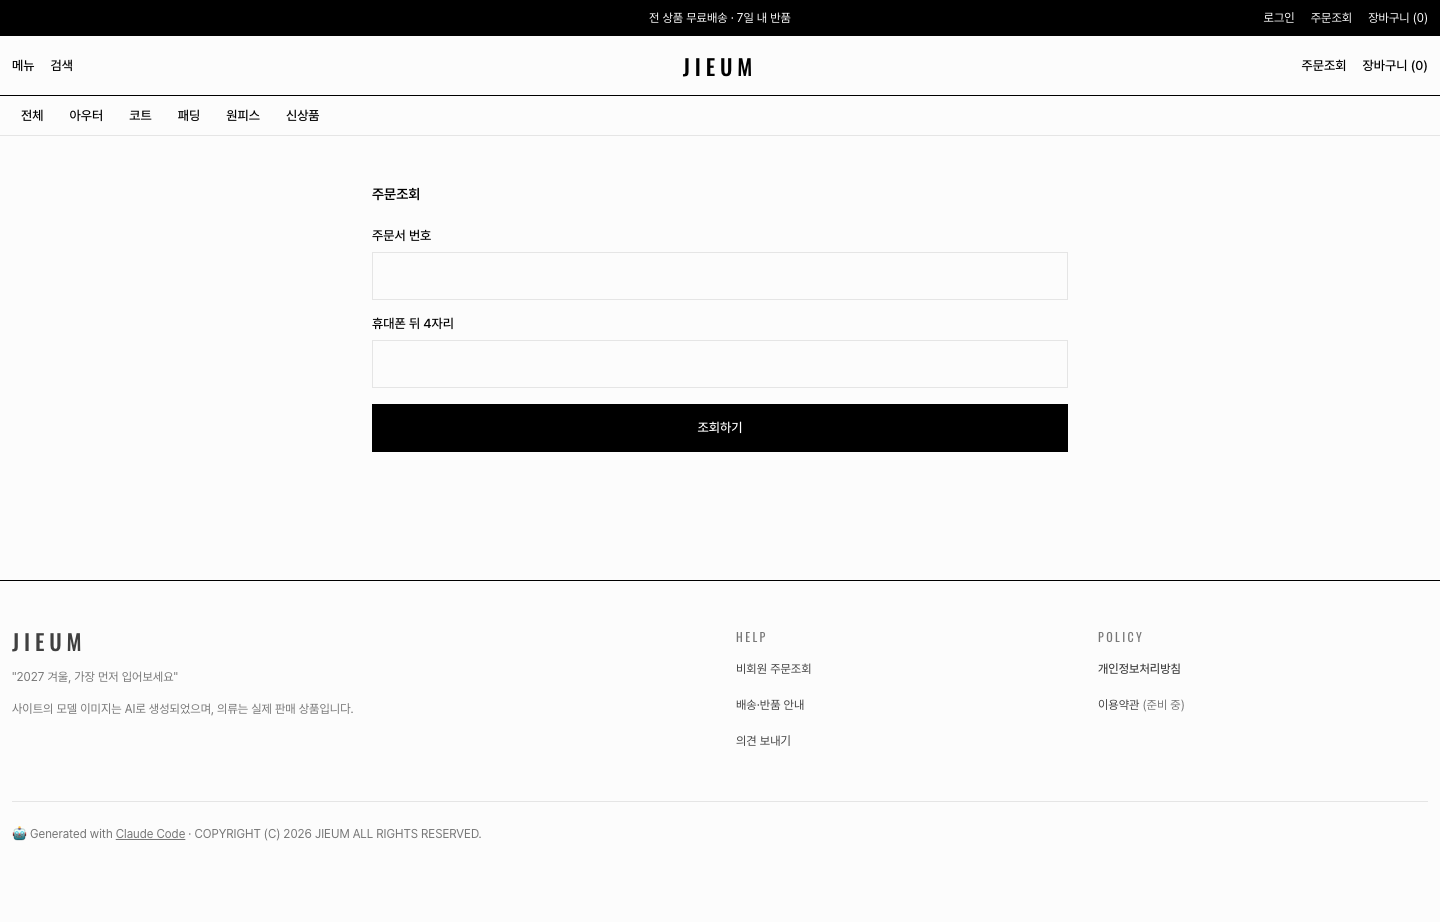 전 상품 무료배송 · 7일 내 반품
로그인 주문조회 장바구니 (0)
메뉴 검색
JIEUM
주문조회 장바구니 (0)
전체 아우터 코트 패딩 원피스 신상품
주문조회
주문서 번호
휴대폰 뒤 4자리
조회하기
JIEUM
"2027 겨울, 가장 먼저 입어보세요"
사이트의 모델 이미지는 AI로 생성되었으며, 의류는 실제 판매 상품입니다.
HELP
비회원 주문조회
배송·반품 안내
의견 보내기
POLICY
개인정보처리방침
이용약관 (준비 중)
🤖 Generated with Claude Code · COPYRIGHT (C) 2026 JIEUM ALL RIGHTS RESERVED.